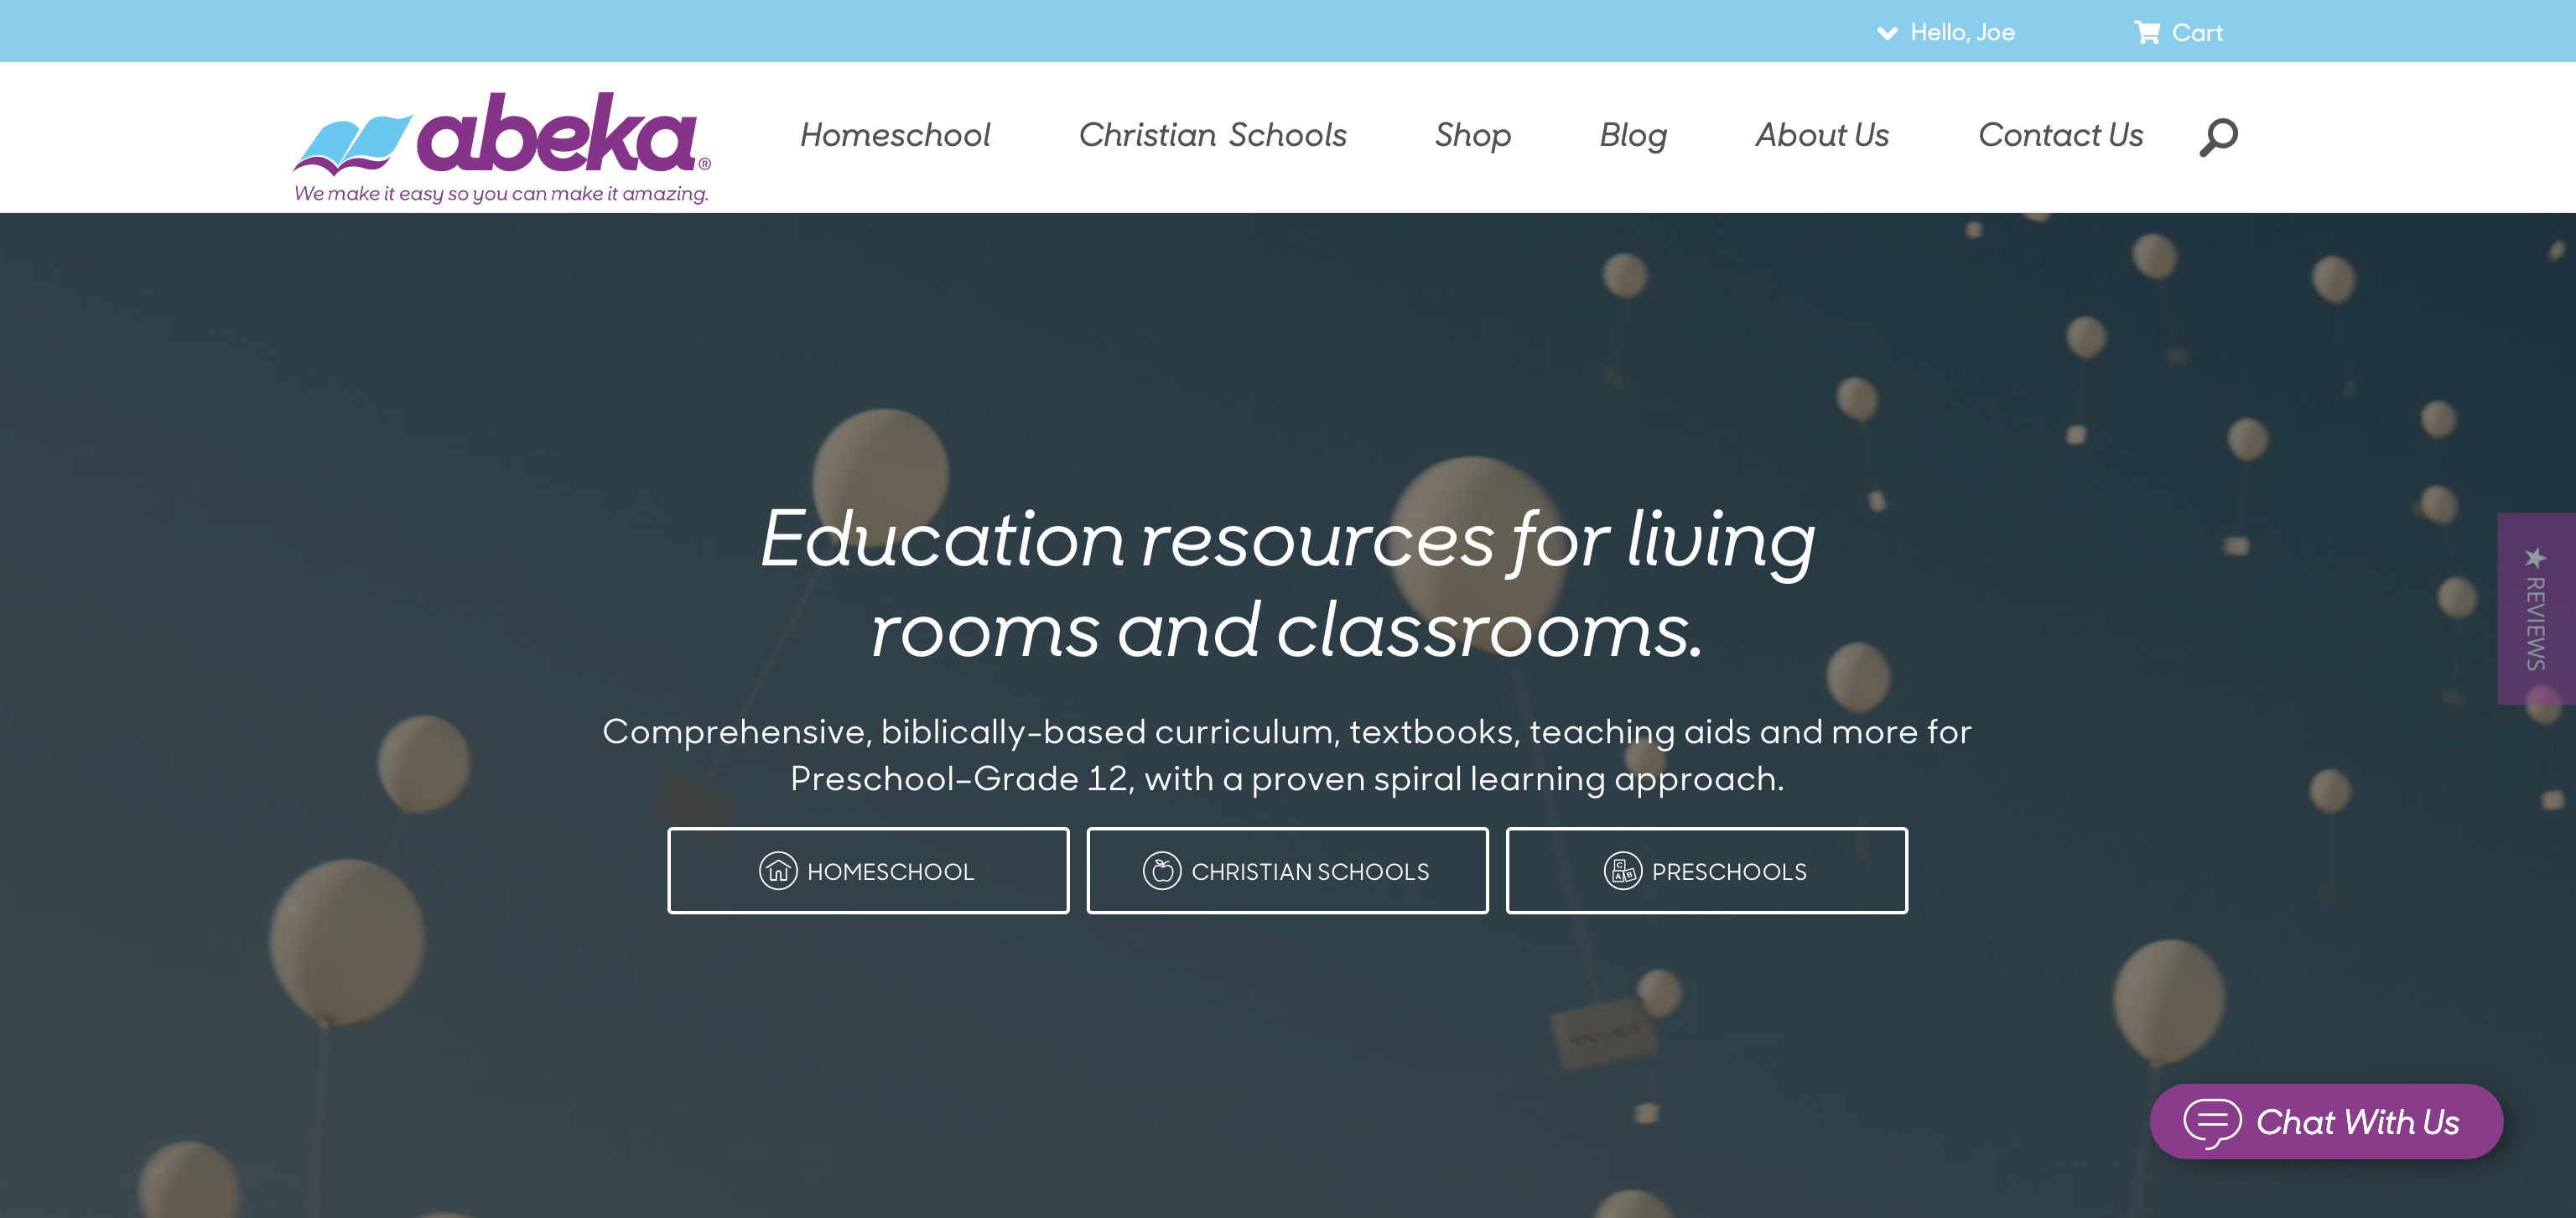 Hello, Joe
Cart
abeka®
We make it easy so you can make it amazing.
Homeschool
Christian Schools
Shop
Blog
About Us
Contact Us
Education resources for living
rooms and classrooms.
Comprehensive, biblically-based curriculum, textbooks, teaching aids and more for
Preschool–Grade 12, with a proven spiral learning approach.
HOMESCHOOL
CHRISTIAN SCHOOLS
C
A B
PRESCHOOLS
★ REVIEWS
Chat With Us